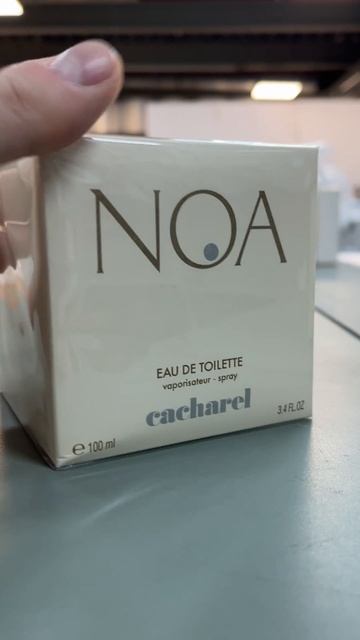 NOA
EAU DE TOILETTE
vaporisateur - spray
cacharel
℮ 100 ml
3.4 FL.OZ